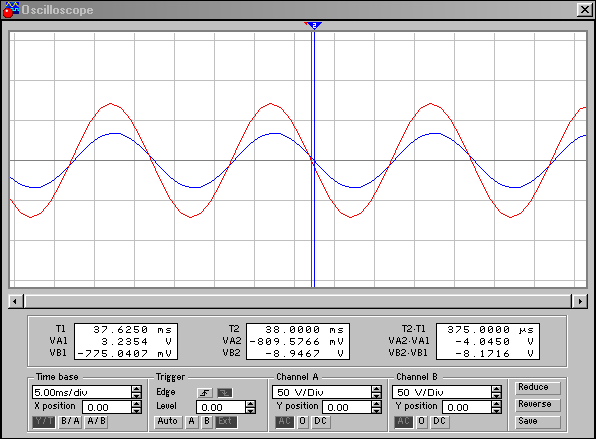 Oscilloscope
2
T1 37.6250 ms
VA1 3.2354 V
VB1 -775.0407 mV
T2 38.0000 ms
VA2 -809.5766 mV
VB2 -8.9467 V
T2-T1 375.0000 µs
VA2-VA1 -4.0450 V
VB2-VB1 -8.1716 V
Time base
5.00ms/div
X position 0.00
Y/T B/A A/B
Trigger
Edge
Level 0.00
Auto A B Ext
Channel A
50 V/Div
Y position 0.00
AC 0 DC
Channel B
50 V/Div
Y position 0.00
AC 0 DC
Reduce
Reverse
Save